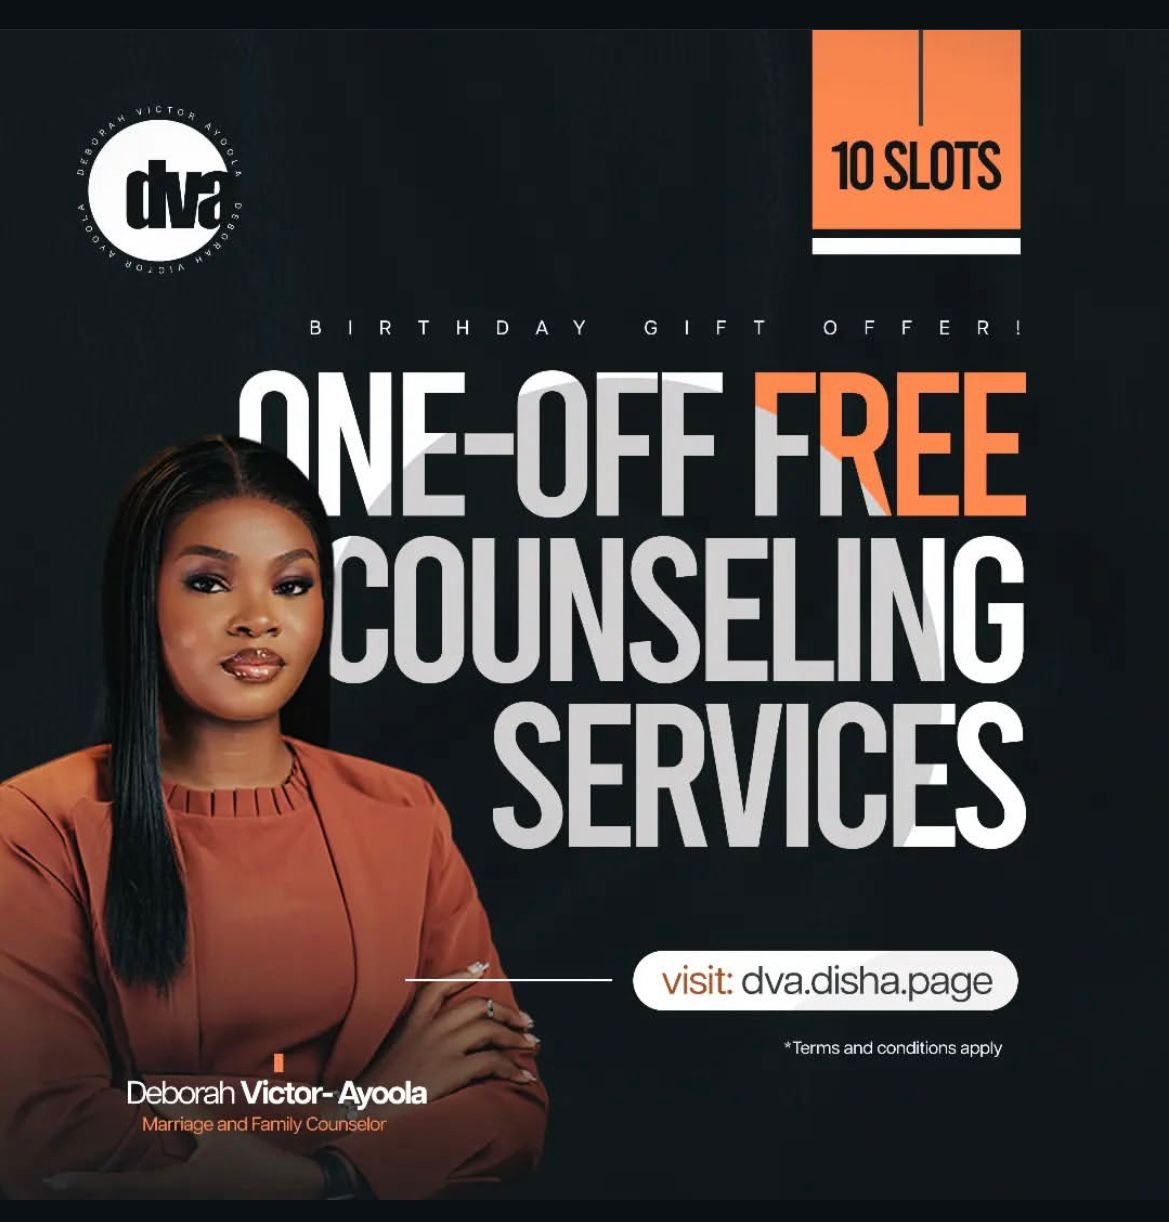 DEBORAH VICTOR AYOOLA DEBORAH VICTOR AYOOLA
dva
10 SLOTS
BIRTHDAY GIFT OFFER!
ONE-OFF FREE
COUNSELING
SERVICES
visit: dva.disha.page
*Terms and conditions apply
Deborah Victor- Ayoola
Marriage and Family Counselor